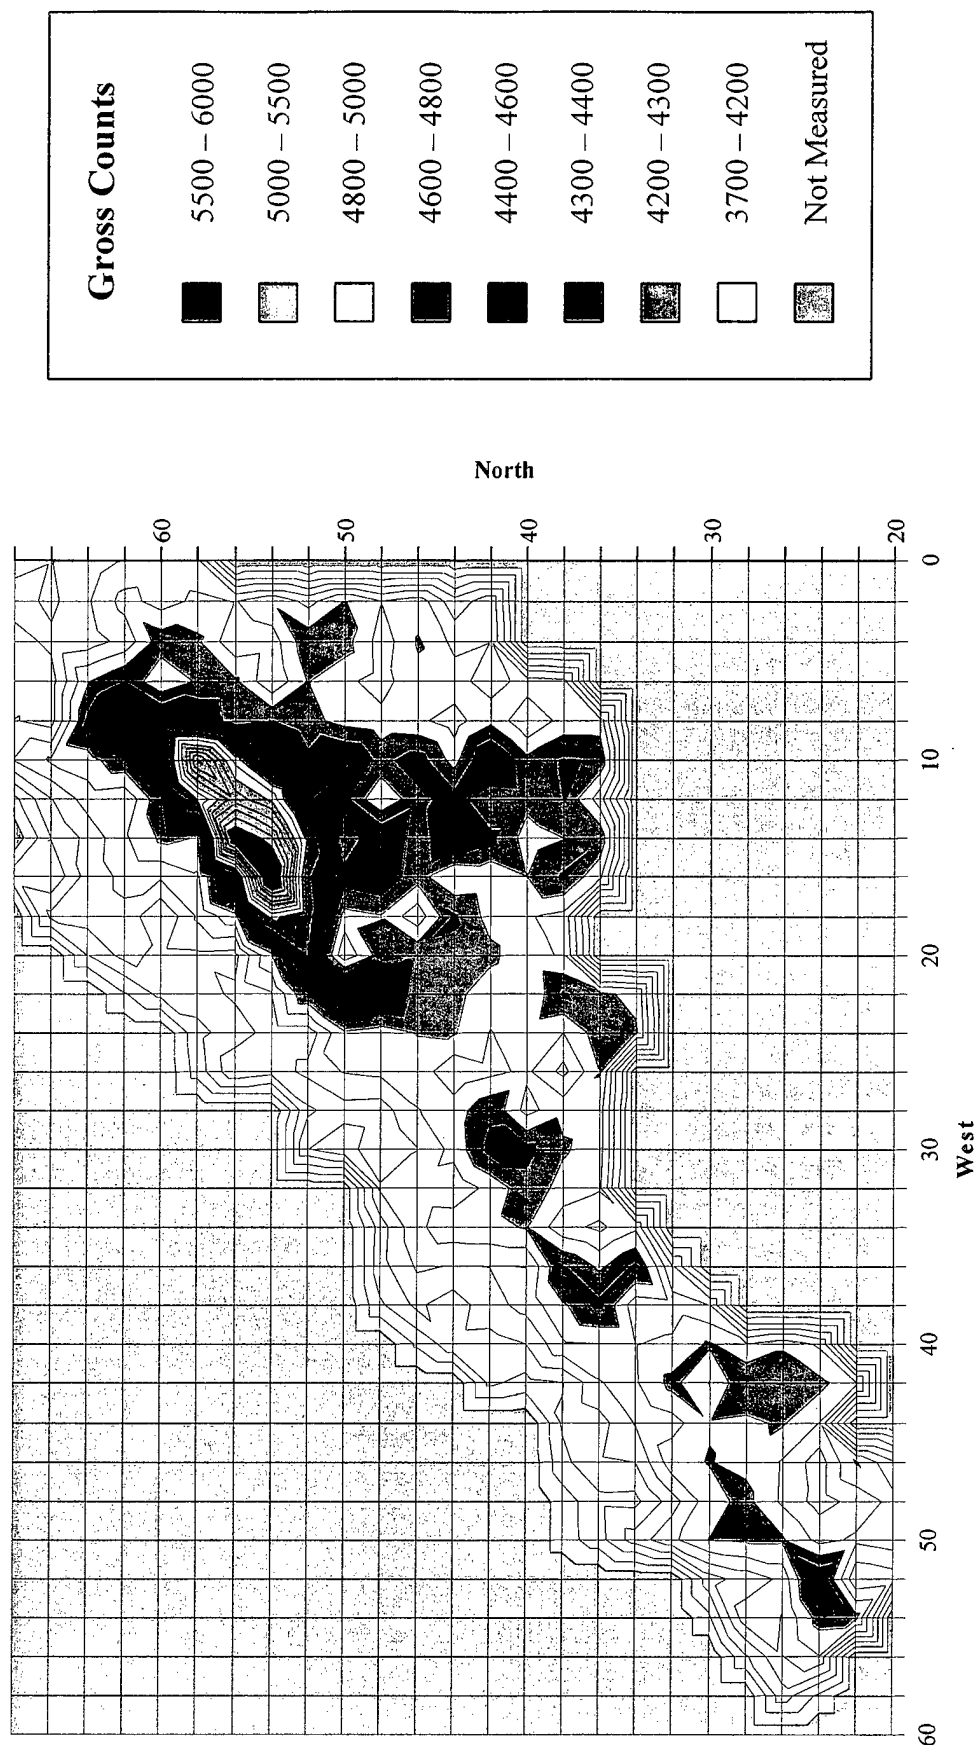 Gross Counts
5500 – 6000
5000 – 5500
4800 – 5000
4600 – 4800
4400 – 4600
4300 – 4400
4200 – 4300
3700 – 4200
Not Measured
North
60
50
40
30
20
0
10
20
30
40
50
60
West